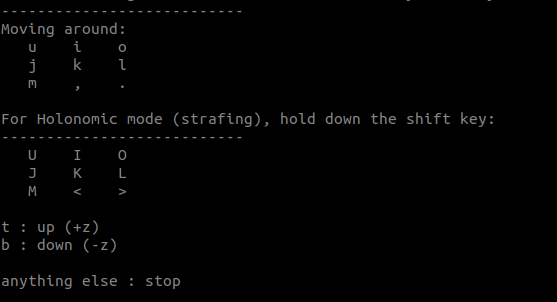 ---------------------------
Moving around:
u i o
j k l
m , .
For Holonomic mode (strafing), hold down the shift key:
---------------------------
U I O
J K L
M < >
t : up (+z)
b : down (-z)
anything else : stop